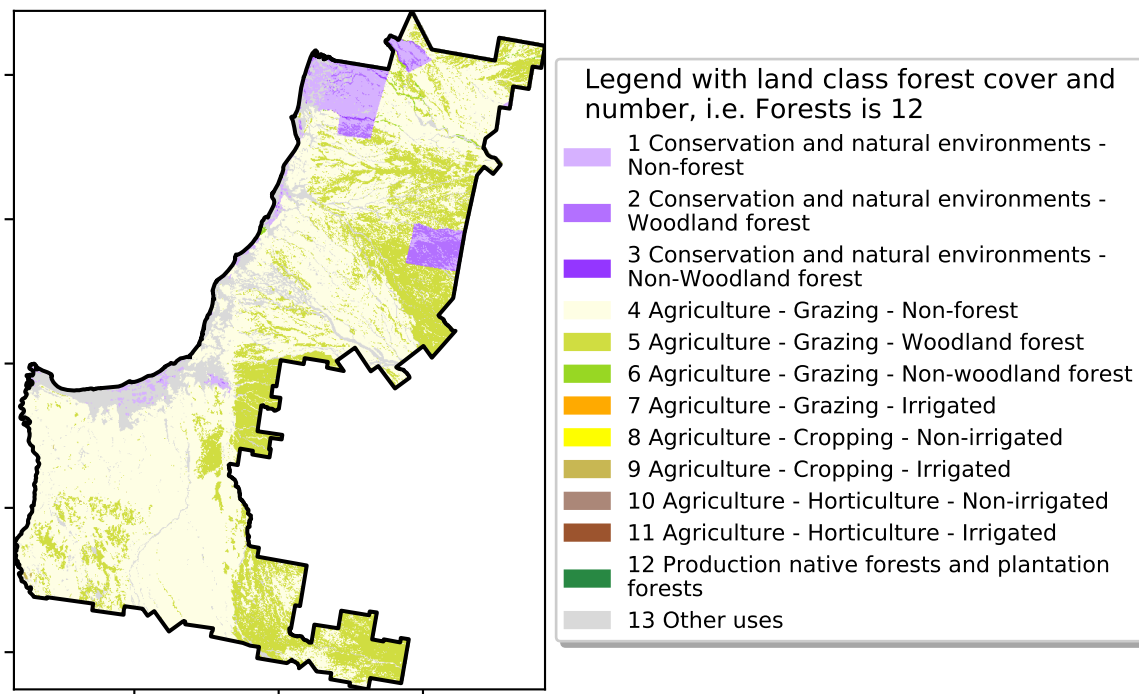 Legend with land class forest cover and
number, i.e. Forests is 12
1 Conservation and natural environments -
Non-forest
2 Conservation and natural environments -
Woodland forest
3 Conservation and natural environments -
Non-Woodland forest
4 Agriculture - Grazing - Non-forest
5 Agriculture - Grazing - Woodland forest
6 Agriculture - Grazing - Non-woodland forest
7 Agriculture - Grazing - Irrigated
8 Agriculture - Cropping - Non-irrigated
9 Agriculture - Cropping - Irrigated
10 Agriculture - Horticulture - Non-irrigated
11 Agriculture - Horticulture - Irrigated
12 Production native forests and plantation
forests
13 Other uses